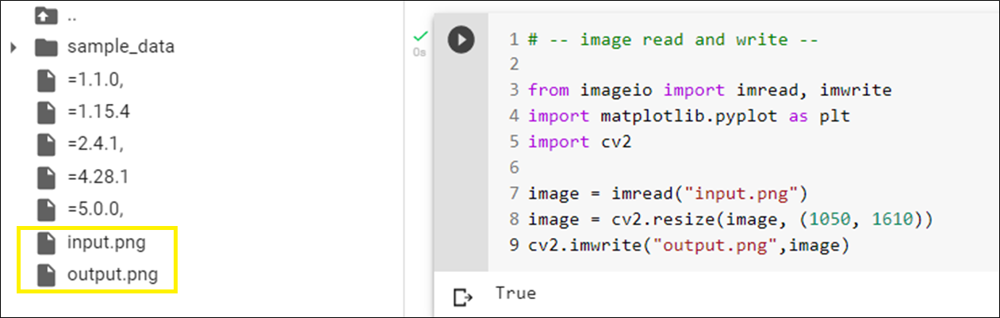 ..
sample_data
=1.1.0,
=1.15.4
=2.4.1,
=4.28.1
=5.0.0,
input.png
output.png
0s
1 # -- image read and write --
2
3 from imageio import imread, imwrite
4 import matplotlib.pyplot as plt
5 import cv2
6
7 image = imread("input.png")
8 image = cv2.resize(image, (1050, 1610))
9 cv2.imwrite("output.png",image)
True